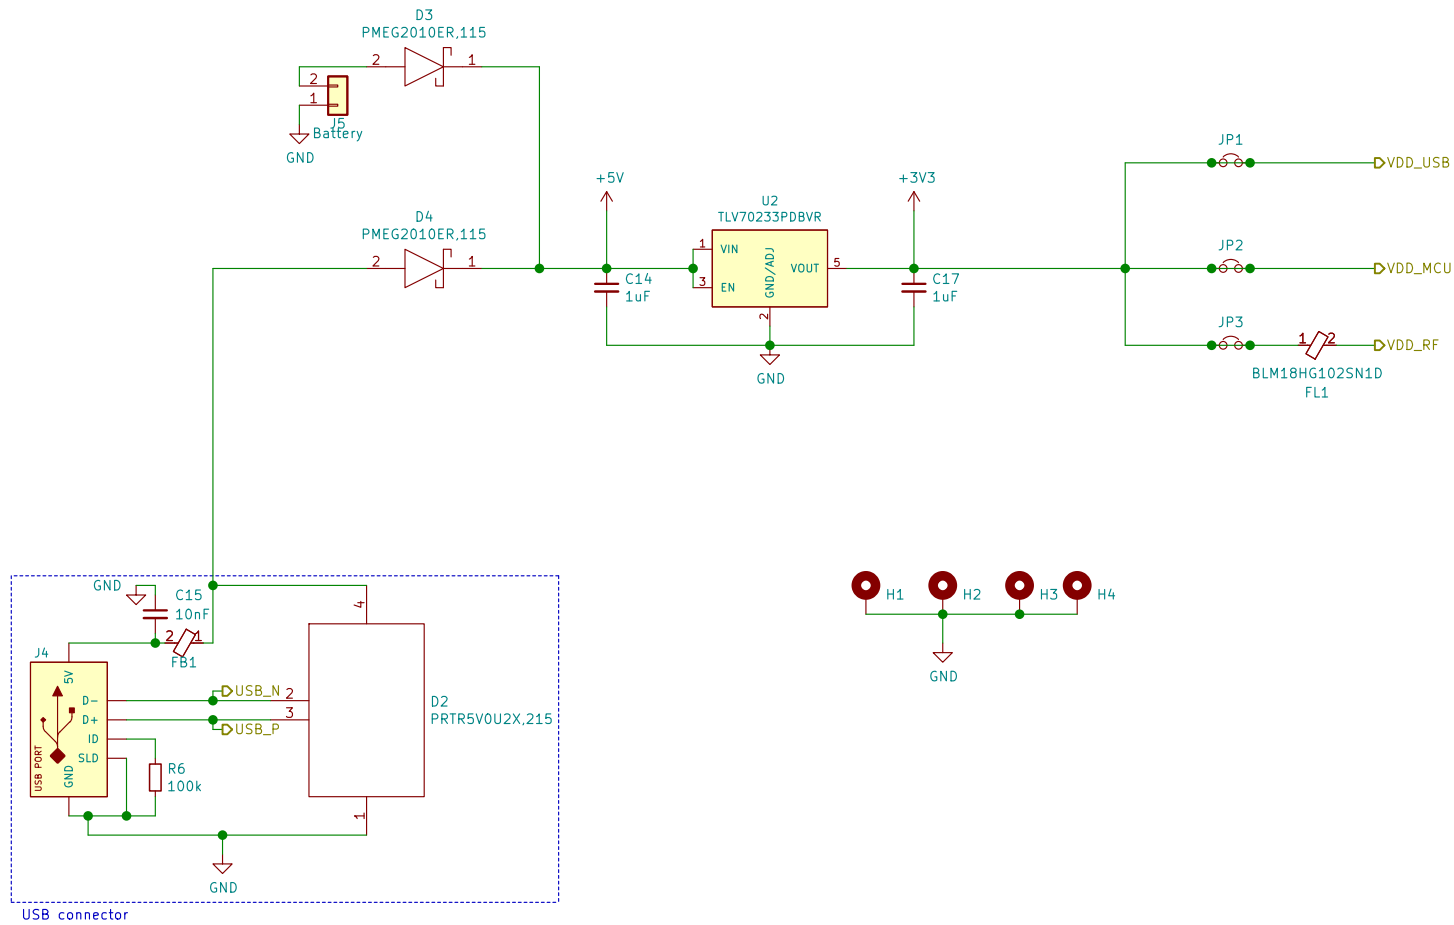 D3
PMEG2010ER,115
2
1
2
1
J5
Battery
GND
D4
PMEG2010ER,115
2
1
+5V
C14
1uF
U2
TLV70233PDBVR
1
VIN
3
EN
GND/ADJ
2
VOUT
5
GND
+3V3
C17
1uF
JP1
VDD_USB
JP2
VDD_MCU
JP3
1
2
VDD_RF
BLM18HG102SN1D
FL1
GND
C15
10nF
2
1
FB1
J4
5V
D-
D+
ID
SLD
USB PORT
GND
USB_N
USB_P
2
3
4
1
D2
PRTR5V0U2X,215
R6
100k
GND
USB connector
H1
H2
H3
H4
GND